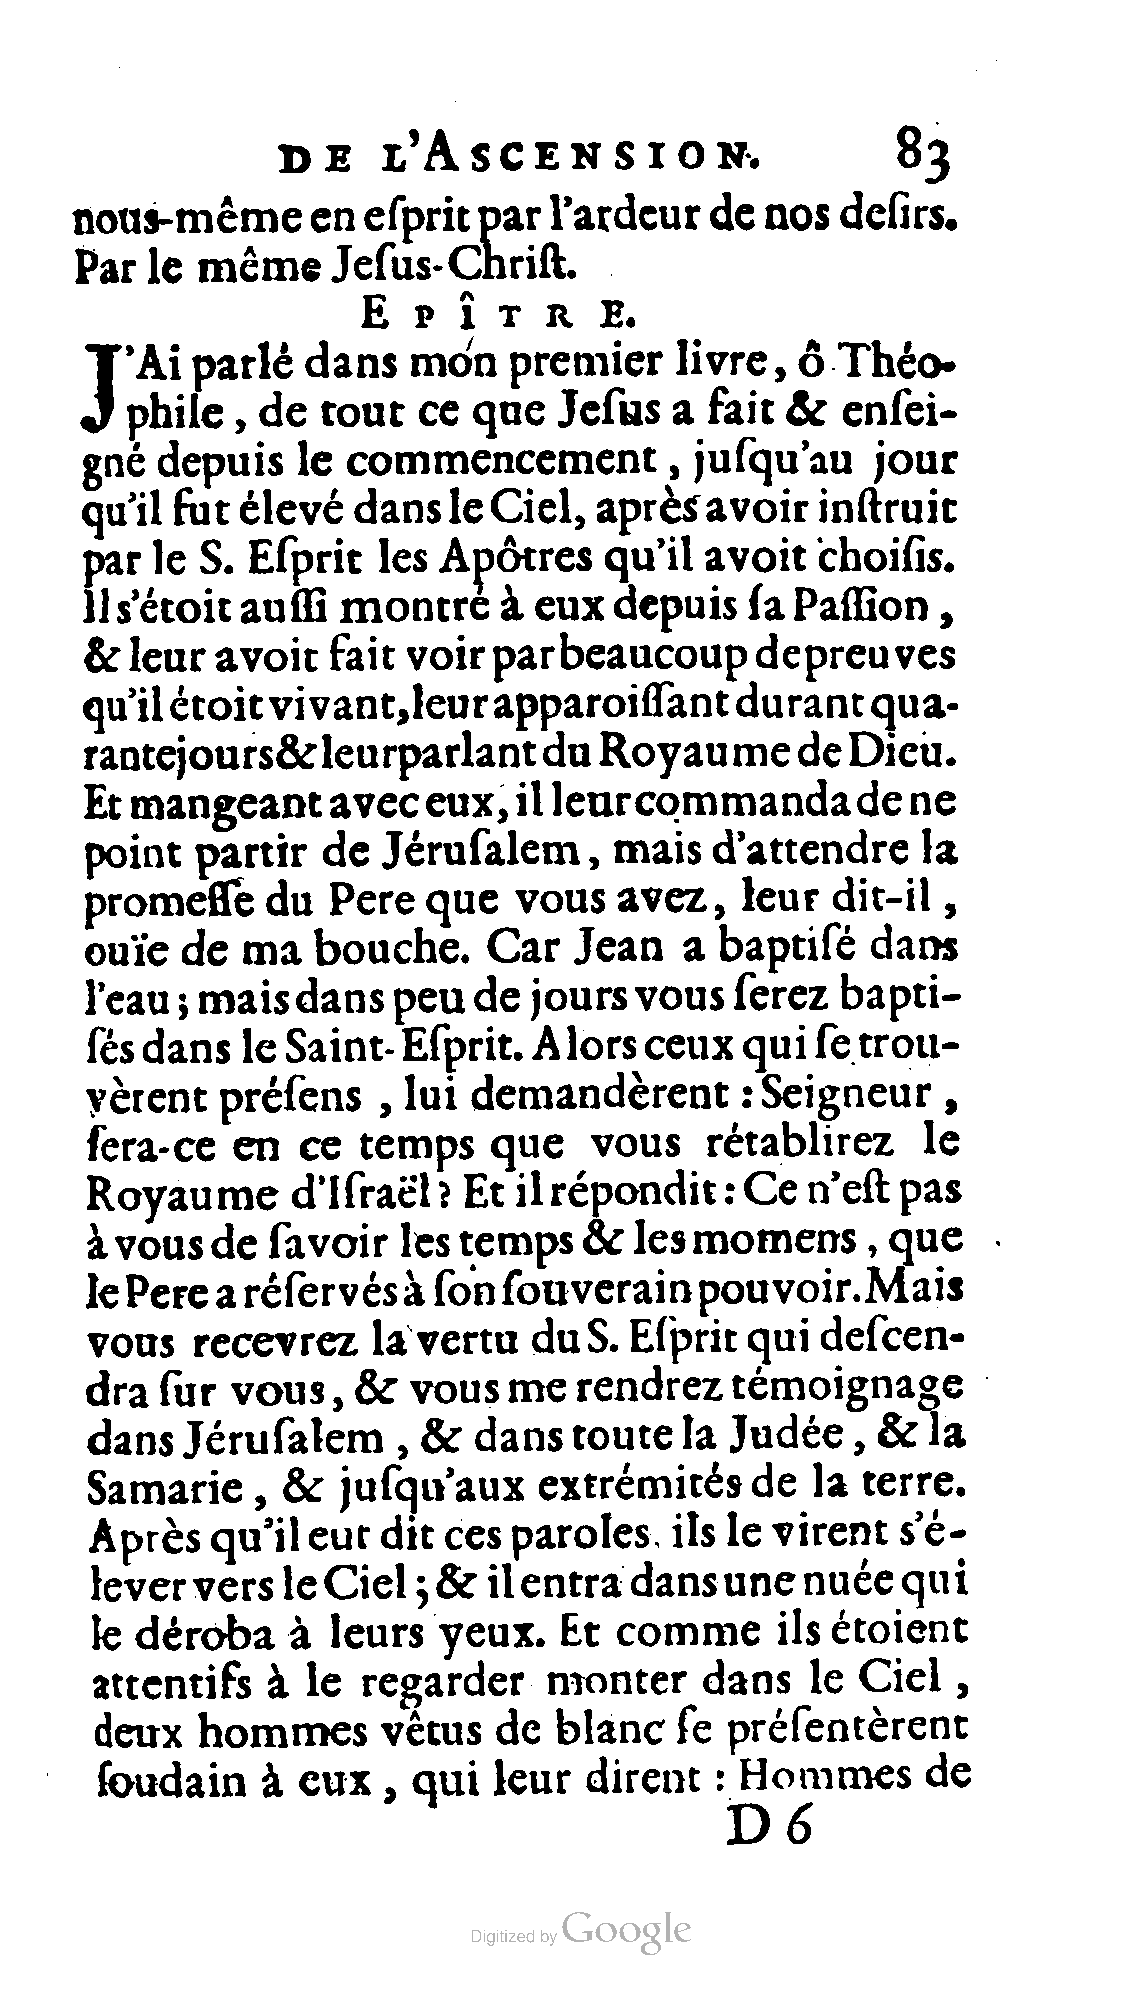 DE L'ASCENSION. 83
nous-même en eſprit par l'ardeur de nos deſirs.
Par le même Jeſus-Chriſt.
EPÎTRE.
J'Ai parlé dans mon premier livre, ô Théo-
phile, de tout ce que Jeſus a fait & enſei-
gné depuis le commencement, juſqu'au jour
qu'il fut élevé dans le Ciel, après avoir inſtruit
par le S. Eſprit les Apôtres qu'il avoit choiſis.
Il s'étoit auſſi montré à eux depuis ſa Paſſion,
& leur avoit fait voir par beaucoup de preuves
qu'il étoit vivant, leur apparoiſſant durant qua-
rante jours & leur parlant du Royaume de Dieu.
Et mangeant avec eux, il leur commanda de ne
point partir de Jéruſalem, mais d'attendre la
promeſſe du Pere que vous avez, leur dit-il,
ouïe de ma bouche. Car Jean a baptiſé dans
l'eau; mais dans peu de jours vous ſerez bapti-
ſés dans le Saint-Eſprit. Alors ceux qui ſe trou-
vèrent préſens, lui demandèrent : Seigneur,
ſera-ce en ce temps que vous rétablirez le
Royaume d'Iſraël? Et il répondit : Ce n'eſt pas
à vous de ſavoir les temps & les momens, que
le Pere a réſervés à ſon ſouverain pouvoir. Mais
vous recevrez la vertu du S. Eſprit qui deſcen-
dra ſur vous, & vous me rendrez témoignage
dans Jéruſalem, & dans toute la Judée, & la
Samarie, & juſqu'aux extrémités de la terre.
Après qu'il eut dit ces paroles, ils le virent s'é-
lever vers le Ciel; & il entra dans une nuée qui
le déroba à leurs yeux. Et comme ils étoient
attentifs à le regarder monter dans le Ciel,
deux hommes vêtus de blanc ſe préſentèrent
ſoudain à eux, qui leur dirent : Hommes de
D 6
Digitized by Google